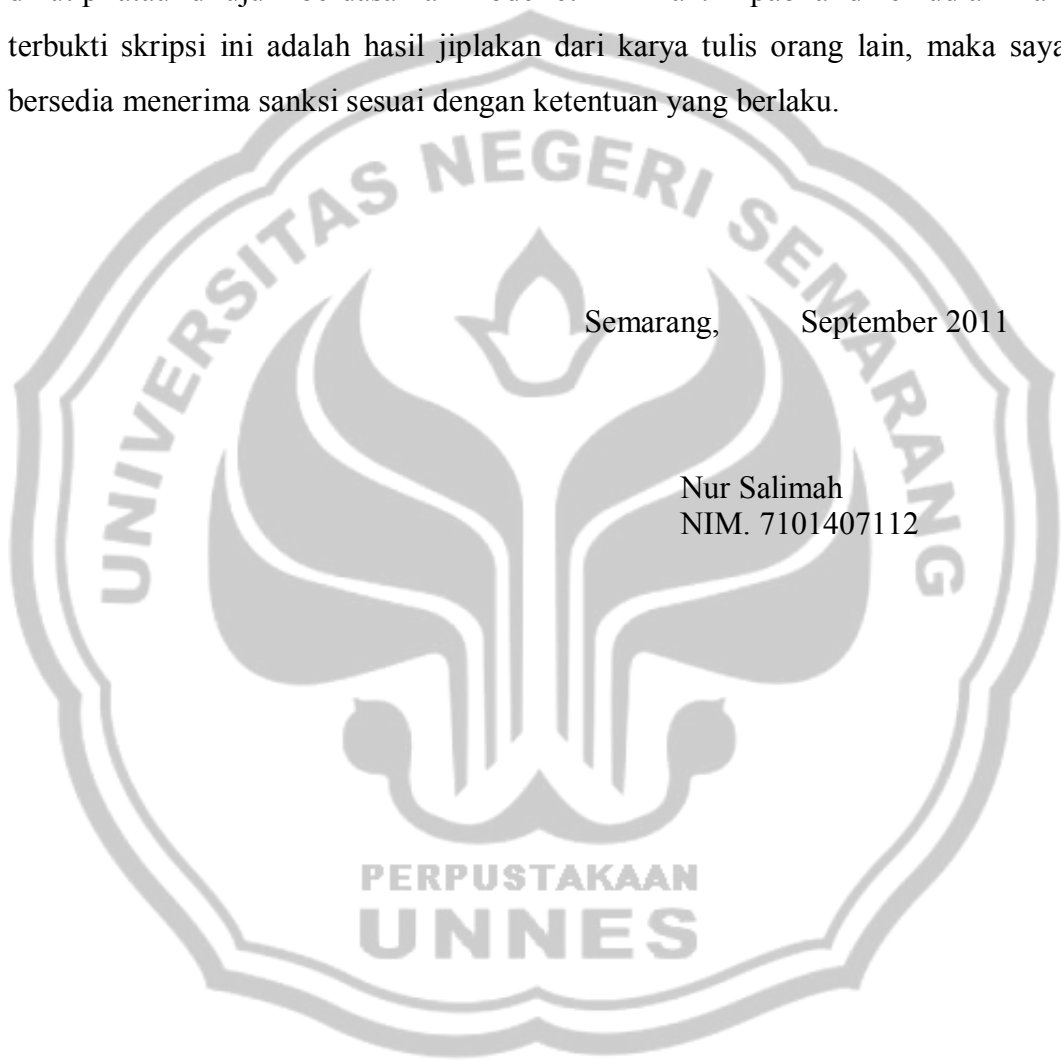 terbukti skripsi ini adalah hasil jiplakan dari karya tulis orang lain, maka saya
bersedia menerima sanksi sesuai dengan ketentuan yang berlaku.
UNIVERSITAS NEGERI SEMARANG
Semarang, September 2011
Nur Salimah
NIM. 7101407112
PERPUSTAKAAN
UNNES